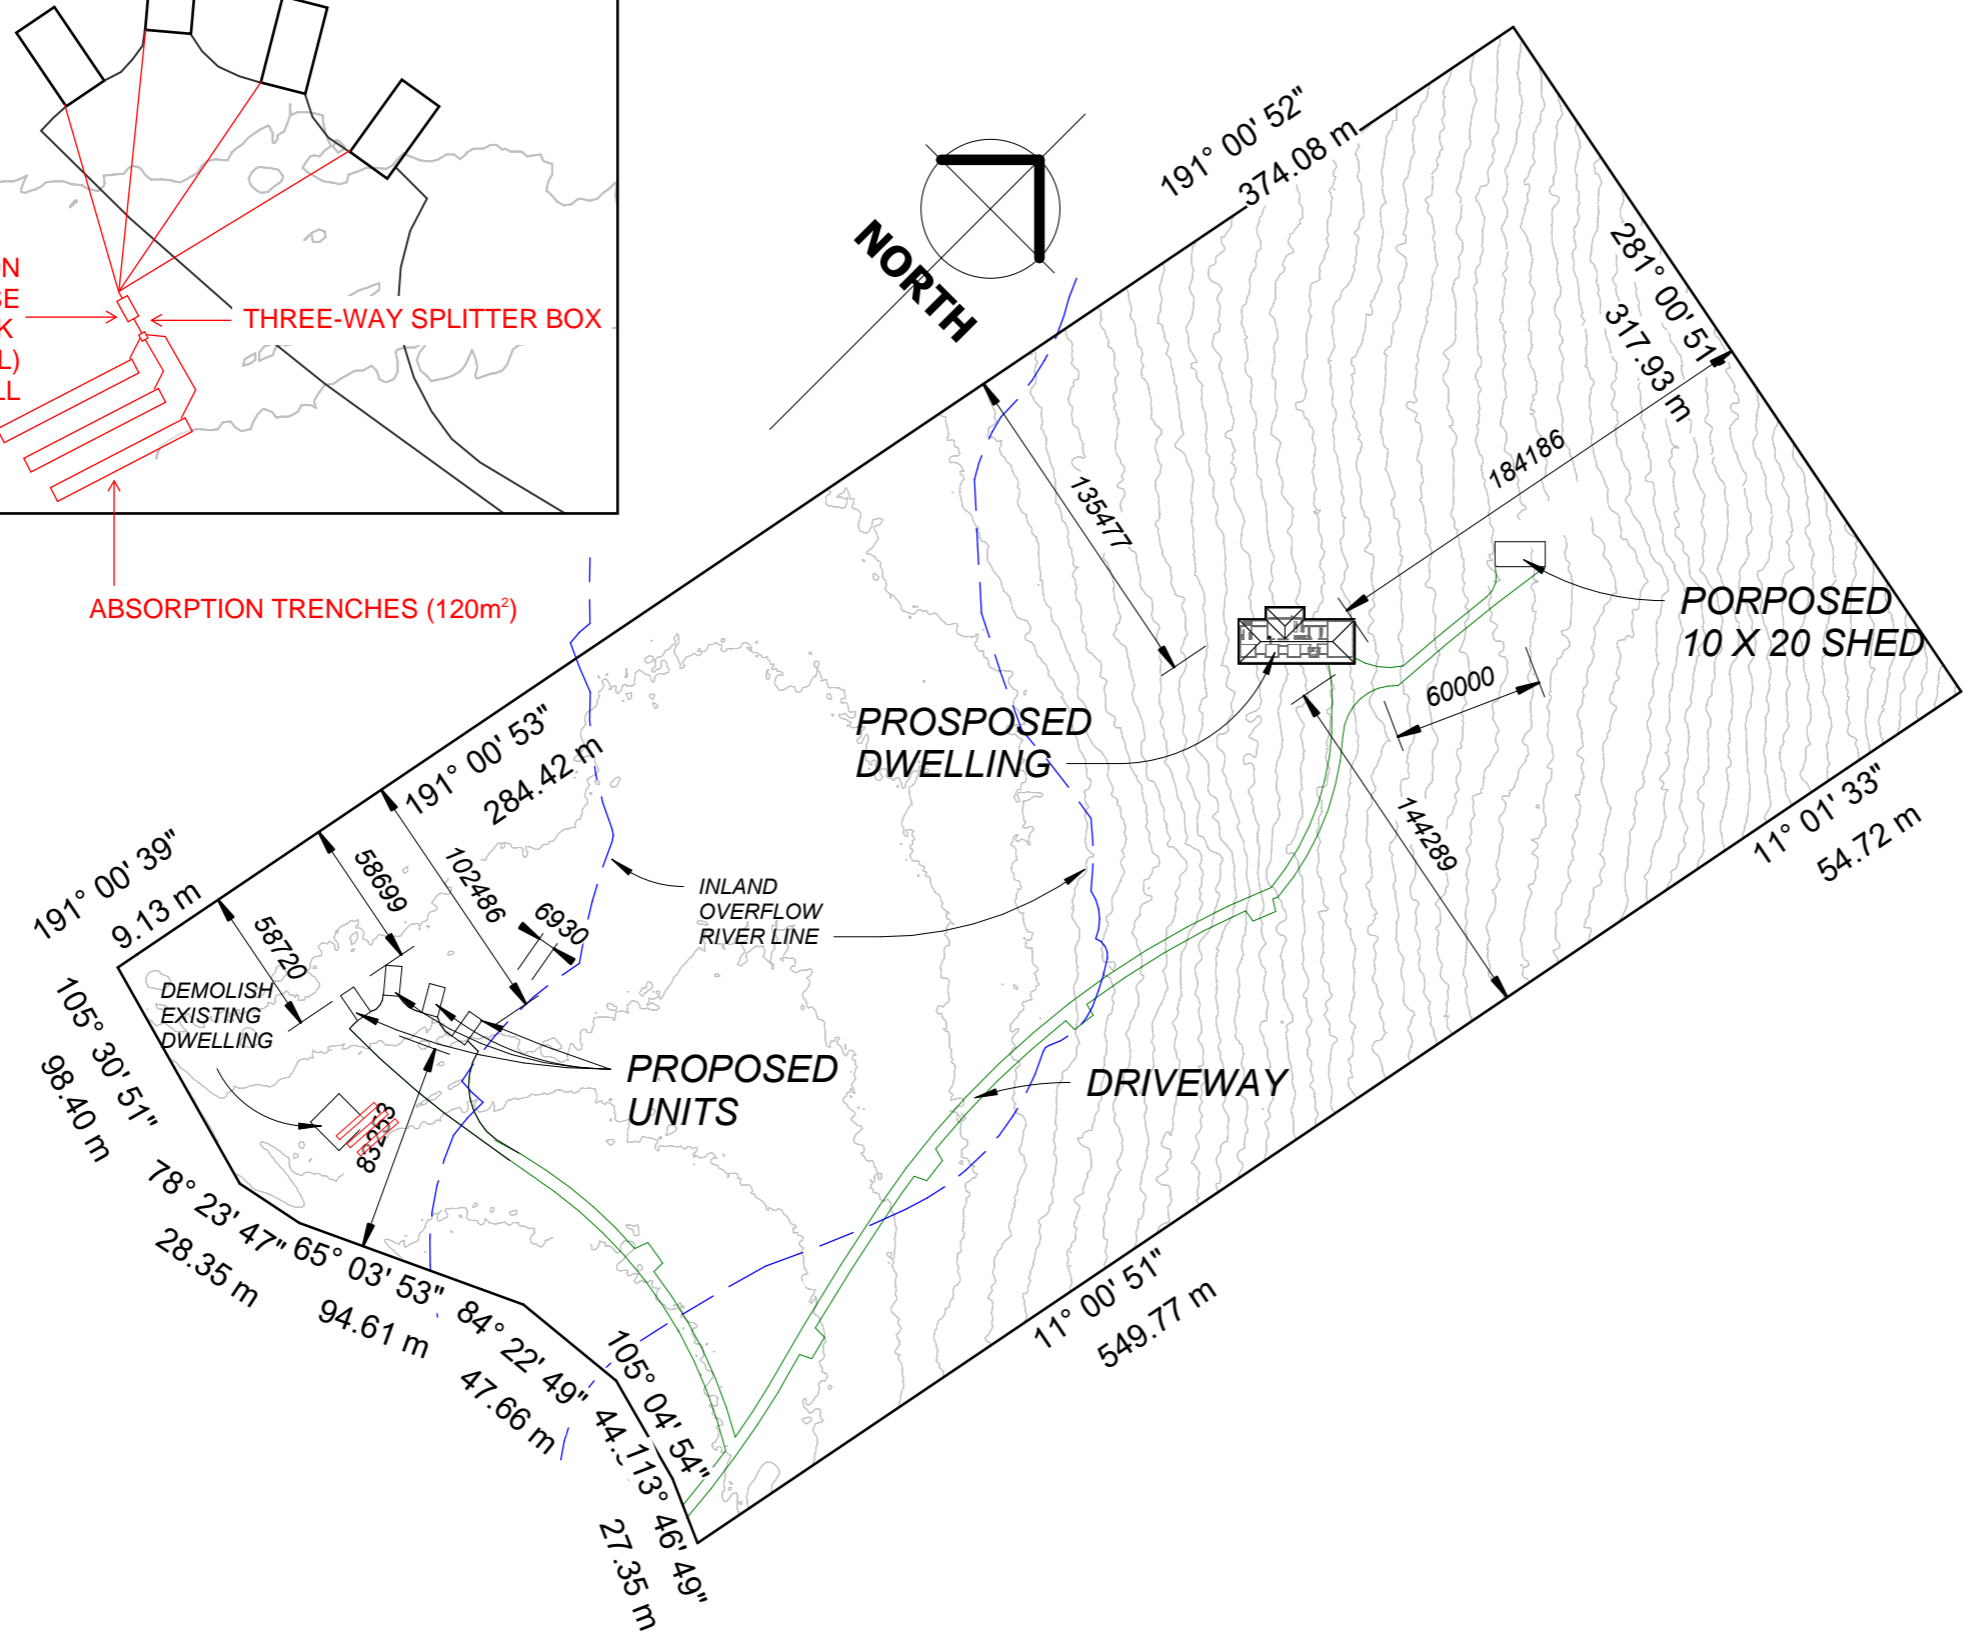 ON
SE
K
L)
LL
THREE-WAY SPLITTER BOX
ABSORPTION TRENCHES (120m²)
NORTH
191° 00' 52"
374.08 m
281° 00' 51"
317.93 m
184186
135477
PORPOSED
10 X 20 SHED
60000
PROSPOSED
DWELLING
144289
11° 01' 33"
54.72 m
191° 00' 53"
284.42 m
191° 00' 39"
9.13 m
58699
102486
6930
58720
INLAND
OVERFLOW
RIVER LINE
DEMOLISH
EXISTING
DWELLING
PROPOSED
UNITS
DRIVEWAY
105° 30' 51"
98.40 m
83253
78° 23' 47"
28.35 m
65° 03' 53"
94.61 m
84° 22' 49"
47.66 m
105° 04' 54"
113° 46' 49"
27.35 m
11° 00' 51"
549.77 m